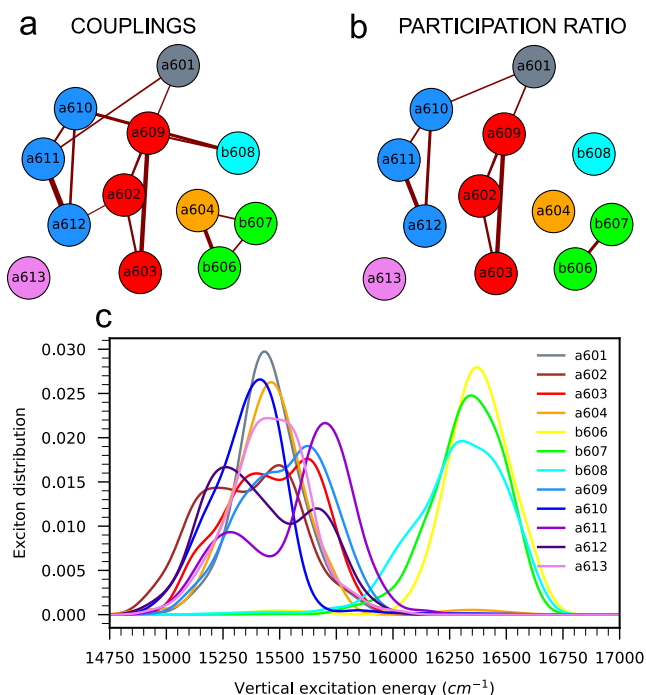 a COUPLINGS
a601
a610
a609
a611
b608
a602
a604
b607
a612
b606
a603
a613
b PARTICIPATION RATIO
a601
a610
a609
a611
b608
a602
a604
b607
a612
b606
a603
a613
c
0.030
0.025
0.020
0.015
0.010
0.005
0.000
Exciton distribution
a601
a602
a603
a604
b606
b607
b608
a609
a610
a611
a612
a613
14750 15000 15250 15500 15750 16000 16250 16500 16750 17000
Vertical excitation energy (cm⁻¹)